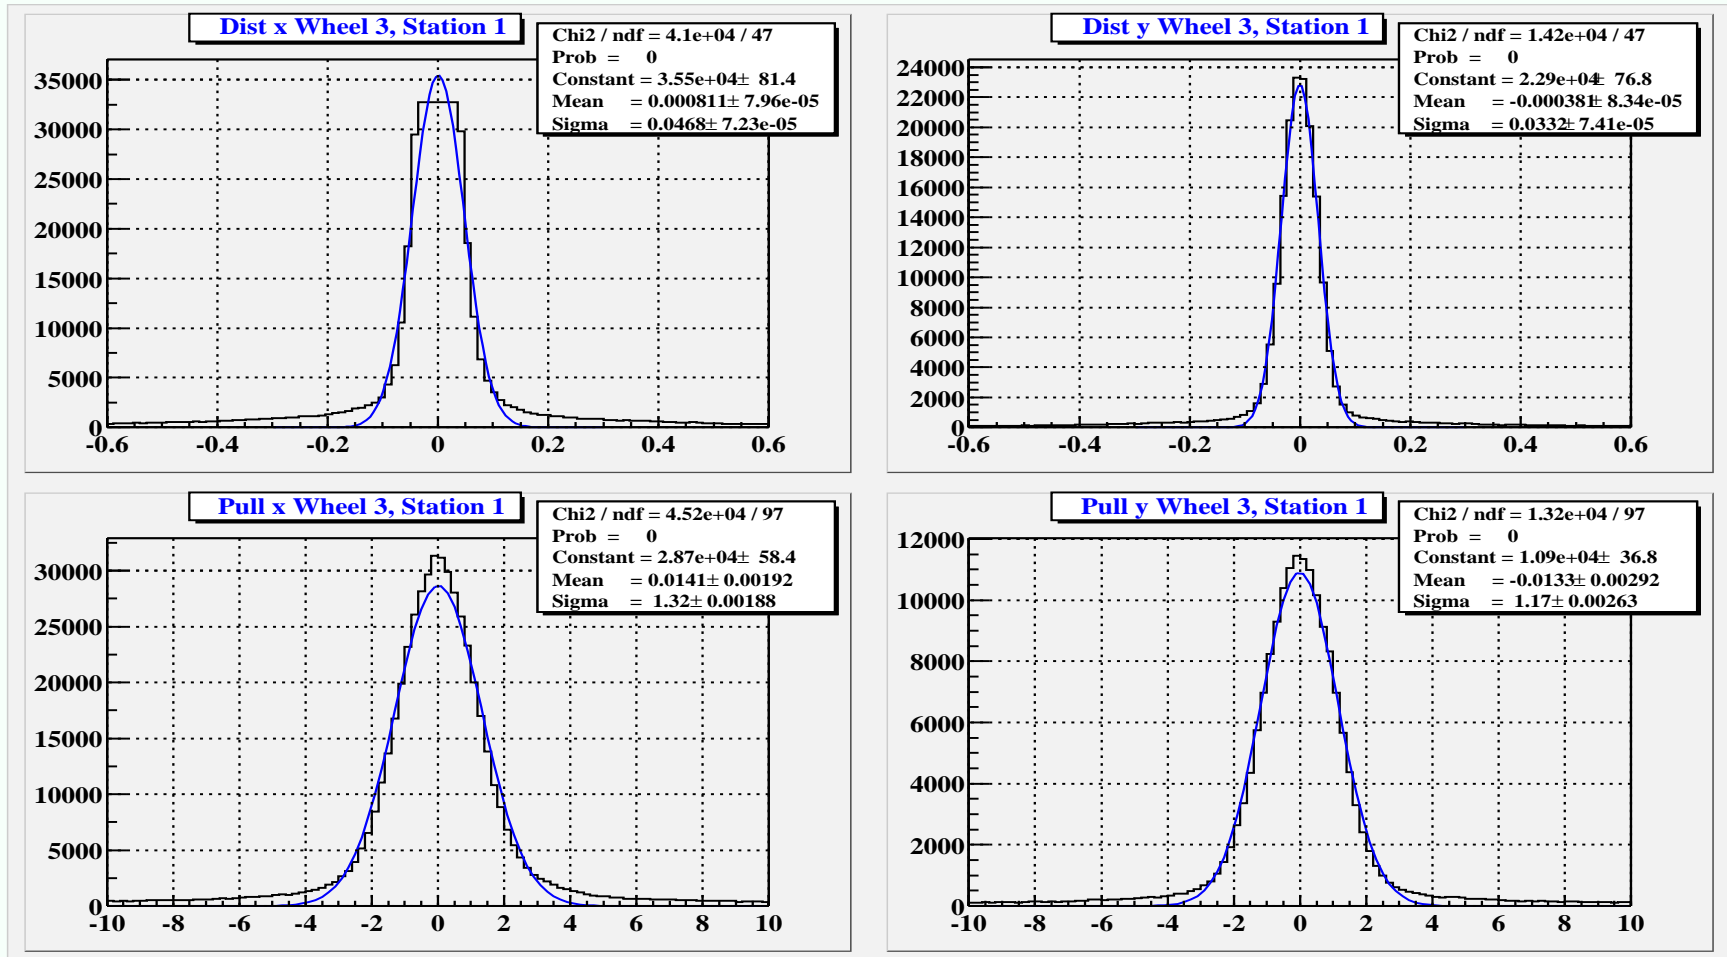 Dist x Wheel 3, Station 1
Chi2 / ndf = 4.1e+04 / 47
Prob = 0
Constant = 3.55e+04± 81.4
Mean = 0.000811± 7.96e-05
Sigma = 0.0468± 7.23e-05
35000
30000
25000
20000
15000
10000
5000
0
-0.6 -0.4 -0.2 0 0.2 0.4 0.6
Dist y Wheel 3, Station 1
Chi2 / ndf = 1.42e+04 / 47
Prob = 0
Constant = 2.29e+04± 76.8
Mean = -0.000381± 8.34e-05
Sigma = 0.0332± 7.41e-05
24000
22000
20000
18000
16000
14000
12000
10000
8000
6000
4000
2000
0
-0.6 -0.4 -0.2 0 0.2 0.4 0.6
Pull x Wheel 3, Station 1
Chi2 / ndf = 4.52e+04 / 97
Prob = 0
Constant = 2.87e+04± 58.4
Mean = 0.0141± 0.00192
Sigma = 1.32± 0.00188
30000
25000
20000
15000
10000
5000
0
-10 -8 -6 -4 -2 0 2 4 6 8 10
Pull y Wheel 3, Station 1
Chi2 / ndf = 1.32e+04 / 97
Prob = 0
Constant = 1.09e+04± 36.8
Mean = -0.0133± 0.00292
Sigma = 1.17± 0.00263
12000
10000
8000
6000
4000
2000
0
-10 -8 -6 -4 -2 0 2 4 6 8 10